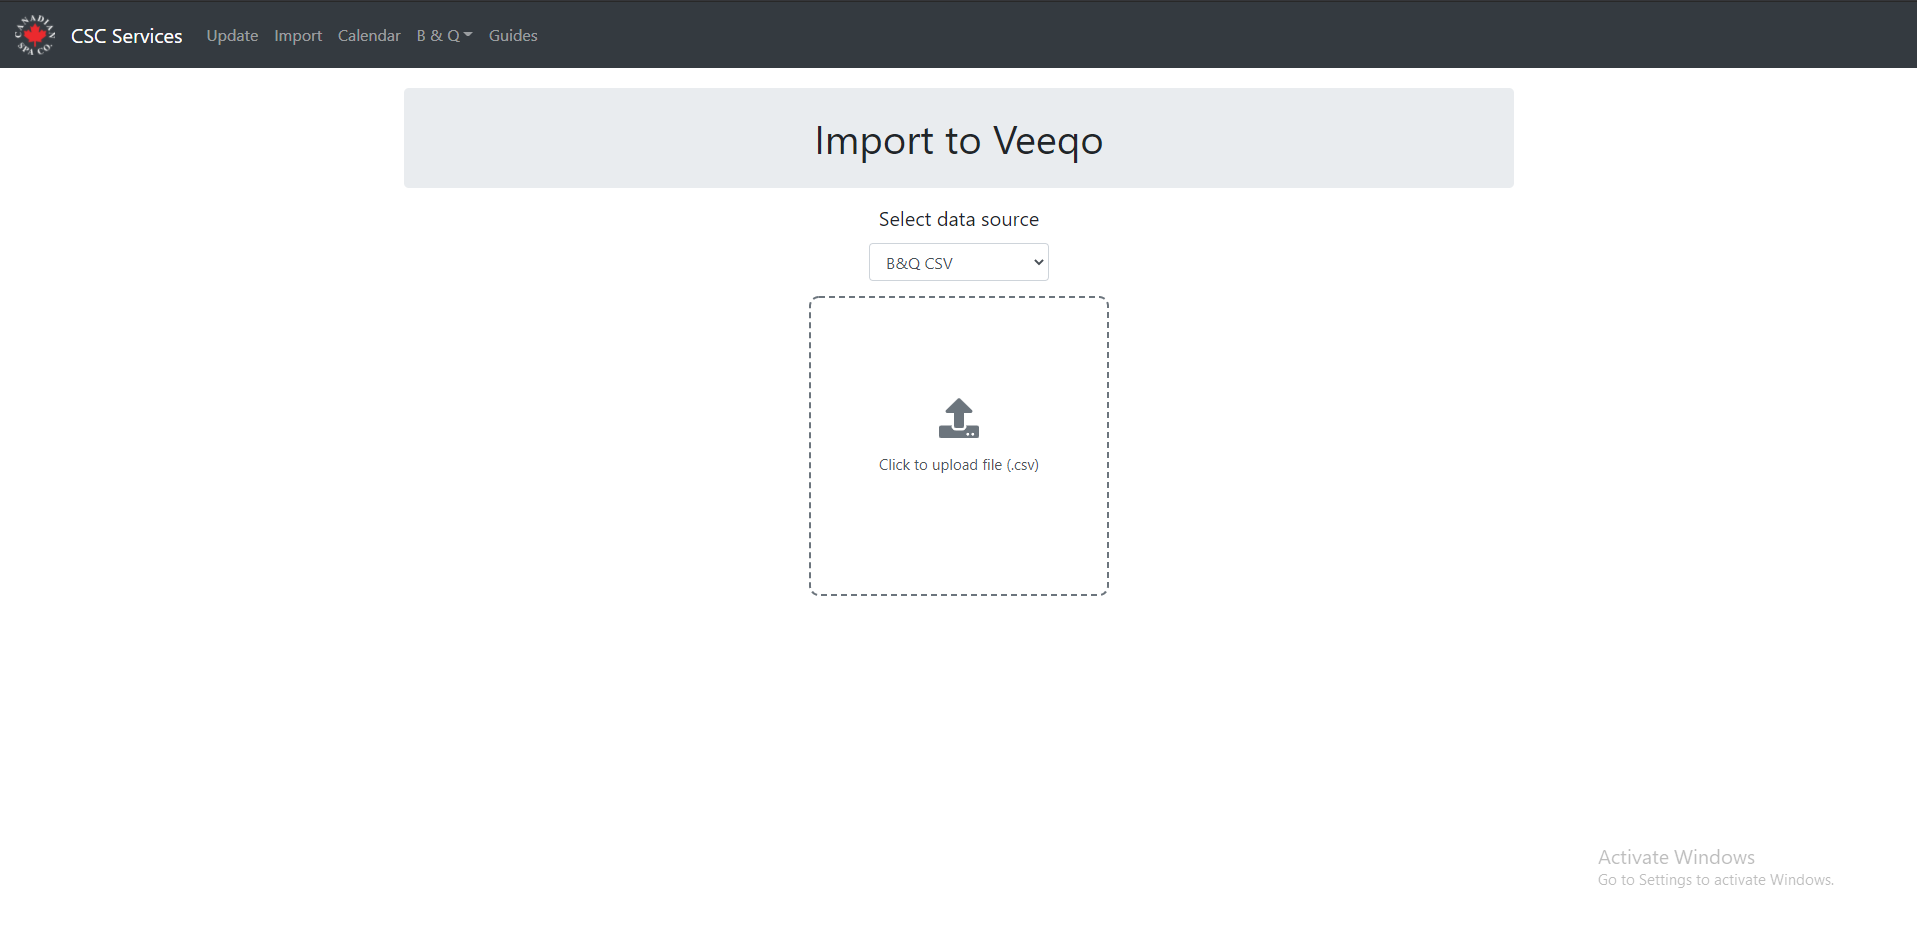 CANADIAN
SPA CO.
CSC Services
Update
Import
Calendar
B & Q
Guides
Import to Veeqo
Select data source
B&Q CSV
Click to upload file (.csv)
Activate Windows
Go to Settings to activate Windows.